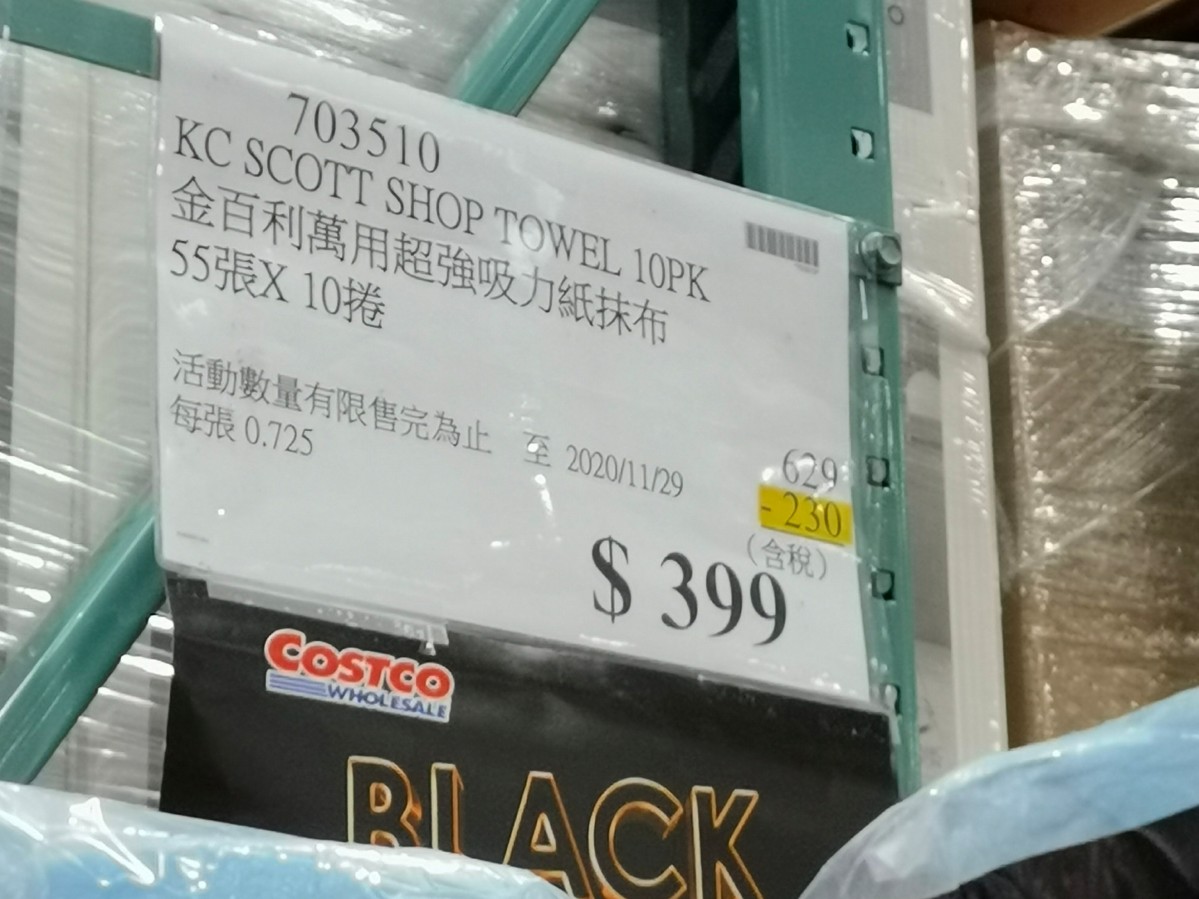 703510
KC SCOTT SHOP TOWEL 10PK
金百利萬用超強吸力紙抹布
55張X 10捲
活動數量有限售完為止 至 2020/11/29
每張 0.725
629
- 230
(含稅)
$ 399
COSTCO
WHOLESALE
BLACK